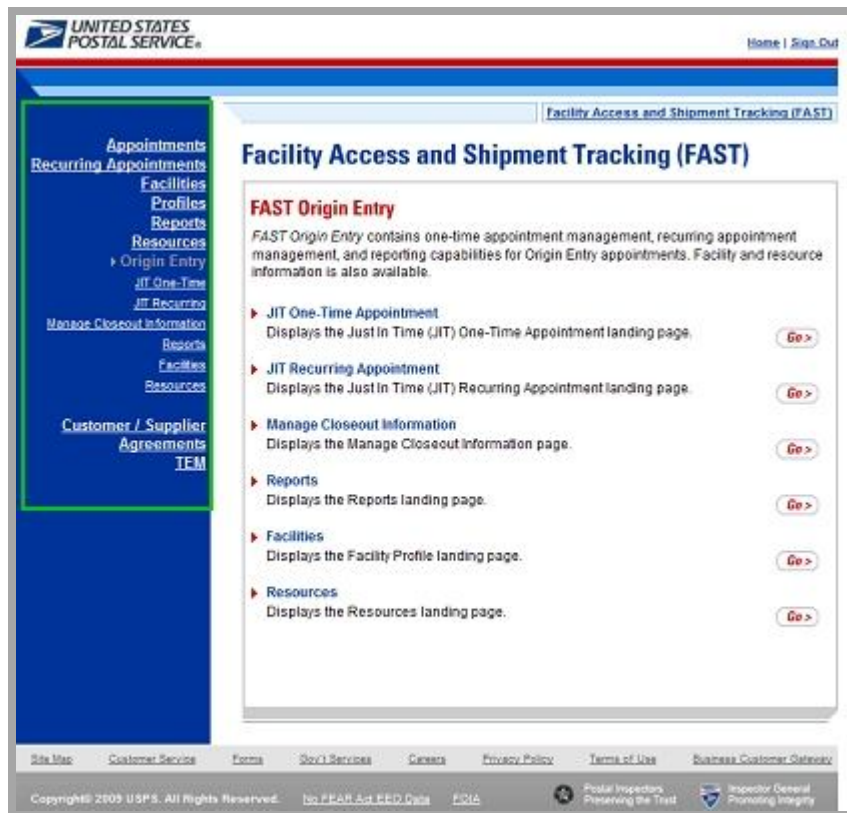 UNITED STATES
POSTAL SERVICE®
Home | Sign Out
Facility Access and Shipment Tracking (FAST)
Appointments
Recurring Appointments
Facilities
Profiles
Reports
Resources
Origin Entry
JIT One-Time
JIT Recurring
Manage Closeout Information
Reports
Facilities
Resources
Customer / Supplier
Agreements
TEM
Facility Access and Shipment Tracking (FAST)
FAST Origin Entry
FAST Origin Entry contains one-time appointment management, recurring appointment
management, and reporting capabilities for Origin Entry appointments. Facility and resource
information is also available.
JIT One-Time Appointment
Displays the Just In Time (JIT) One-Time Appointment landing page.
Go >
JIT Recurring Appointment
Displays the Just In Time (JIT) Recurring Appointment landing page.
Go >
Manage Closeout Information
Displays the Manage Closeout Information page.
Go >
Reports
Displays the Reports landing page.
Go >
Facilities
Displays the Facility Profile landing page.
Go >
Resources
Displays the Resources landing page.
Go >
Site Map Customer Service Forms Gov't Services Careers Privacy Policy Terms of Use Business Customer Gateway
Copyright© 2009 USPS. All Rights Reserved. No FEAR Act EEO Data FOIA
Postal Inspectors
Preserving the Trust
Inspector General
Promoting Integrity